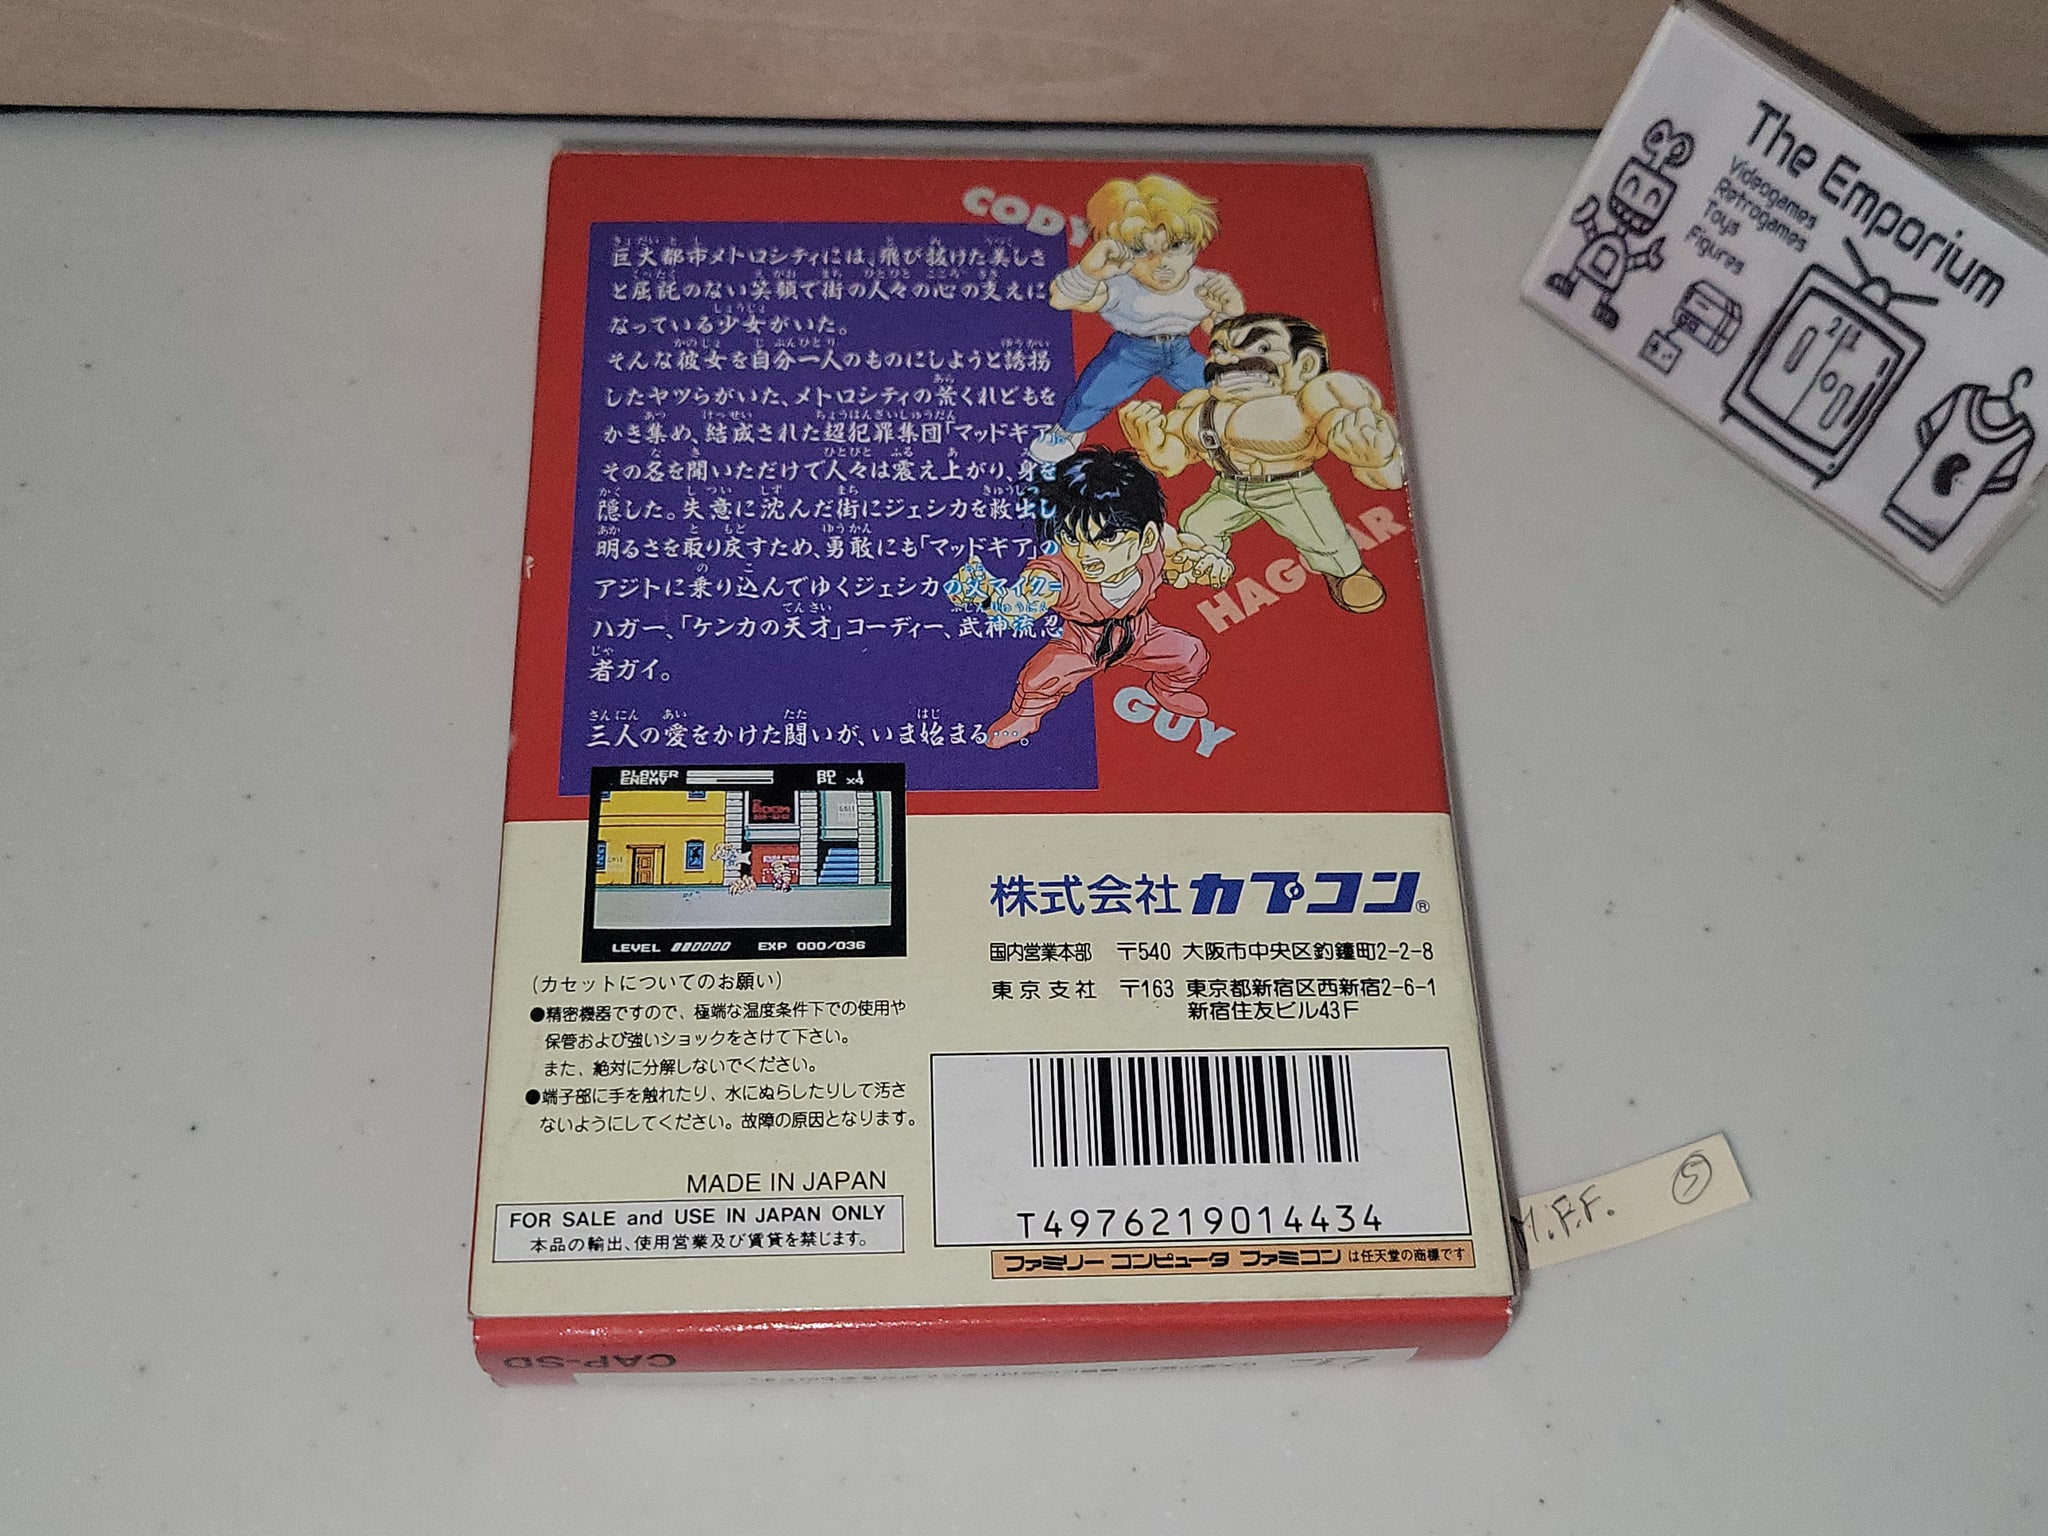 The Emporium
Videogames
Retrogames
Toys
Figures
CODY
HAGGAR
GUY
巨大都市メトロシティには、飛び抜けた美しさ
と屈託のない笑顔で街の人々の心の支えに
なっている少女がいた。
そんな彼女を自分一人のものにしようと誘拐
したヤツらがいた、メトロシティの荒くれどもを
かき集め、結成された超犯罪集団「マッドギア」。
その名を聞いただけで人々は震え上がり、身を
隠した。失意に沈んだ街にジェシカを救出し
明るさを取り戻すため、勇敢にも「マッドギア」の
アジトに乗り込んでゆくジェシカの父マイク=
ハガー、「ケンカの天才」コーディー、武神流忍
者ガイ。
三人の愛をかけた闘いが、いま始まる…。
PLAYER RD 1
ENEMY PL ×4
LEVEL EXP 000/036
(カセットについてのお願い)
●精密機器ですので、極端な温度条件下での使用や
保管および強いショックをさけて下さい。
また、絶対に分解しないでください。
●端子部に手を触れたり、水にぬらしたりして汚さ
ないようにしてください。故障の原因となります。
MADE IN JAPAN
FOR SALE and USE IN JAPAN ONLY
本品の輸出、使用営業及び賃貸を禁じます。
株式会社カプコン®
国内営業本部 〒540 大阪市中央区釣鐘町2-2-8
東京支社 〒163 東京都新宿区西新宿2-6-1
新宿住友ビル43F
T4976219014434
ファミリーコンピュータ ファミコンは任天堂の商標です
M.F.F. 5
CAP-SD